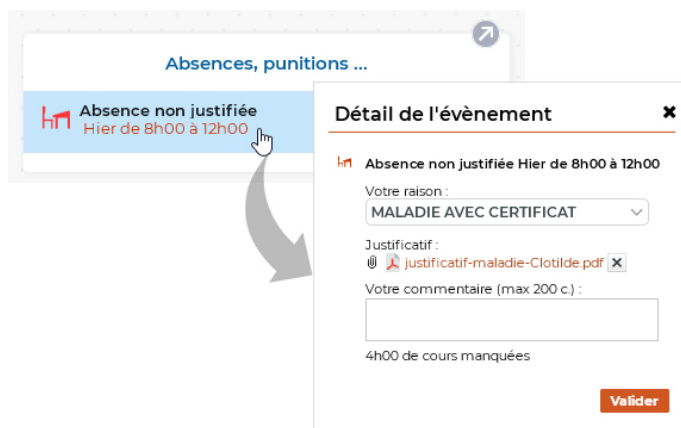 Absences, punitions ...
Absence non justifiée
Hier de 8h00 à 12h00
Détail de l'évènement
Absence non justifiée Hier de 8h00 à 12h00
Votre raison :
MALADIE AVEC CERTIFICAT
Justificatif :
justificatif-maladie-Clotilde.pdf
Votre commentaire (max 200 c.) :
4h00 de cours manquées
Valider